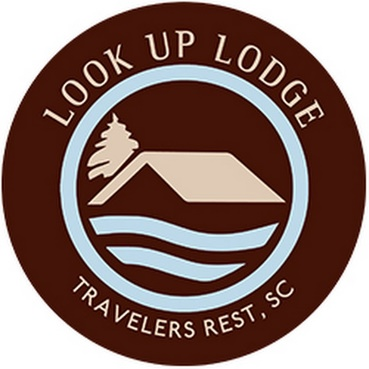 LOOK UP LODGE
TRAVELERS REST, SC